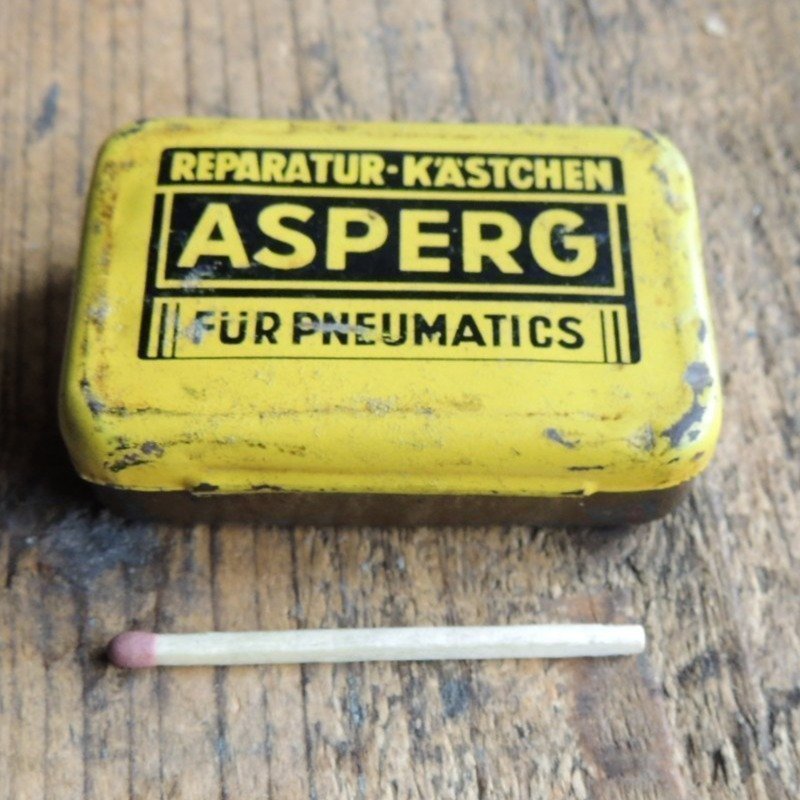 REPARATUR-KÄSTCHEN
ASPERG
FÜR PNEUMATICS